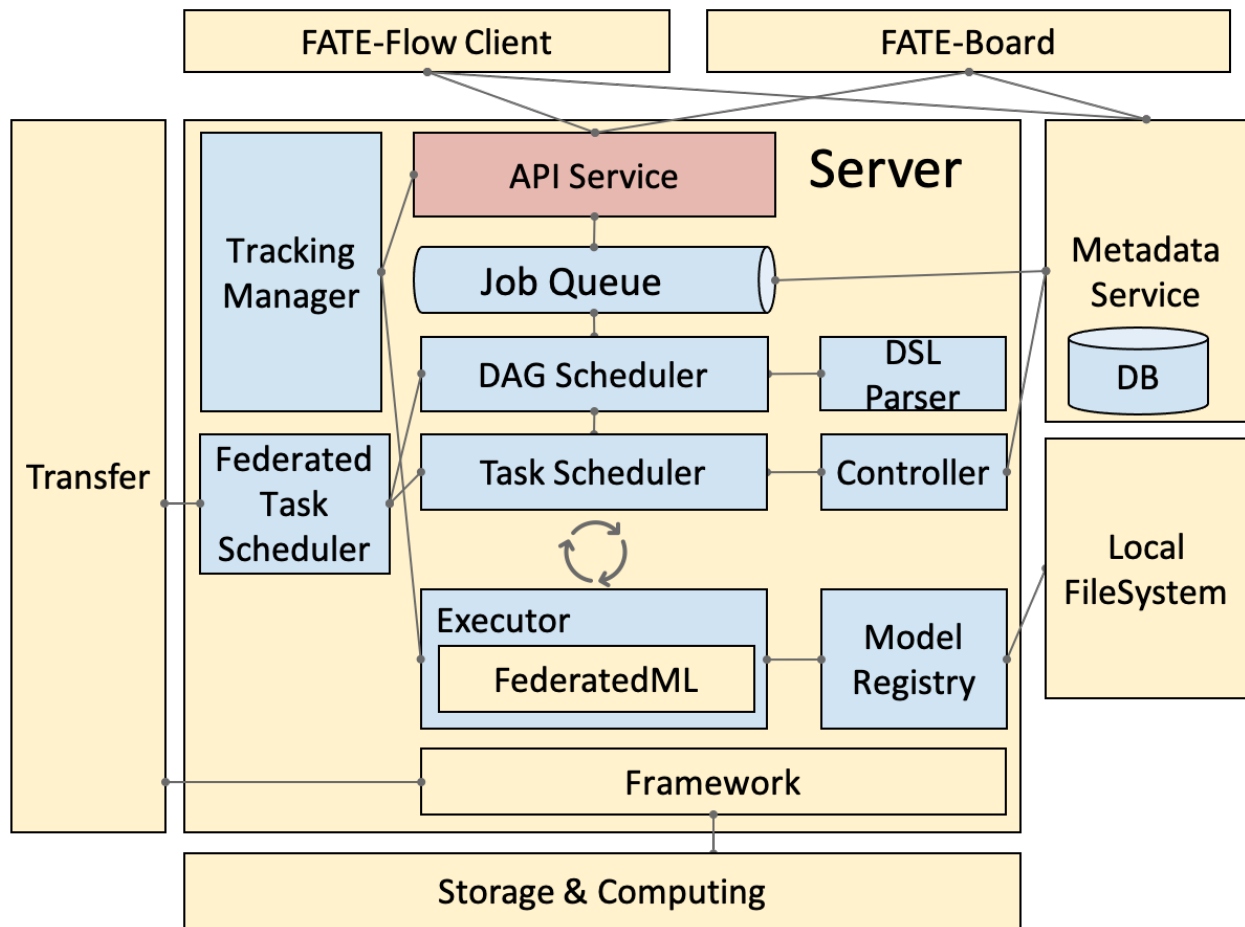 FATE-Flow Client
FATE-Board
Server
API Service
Tracking
Manager
Job Queue
Metadata
Service
DB
DAG Scheduler
DSL
Parser
Transfer
Federated
Task
Scheduler
Task Scheduler
Controller
Local
FileSystem
Executor
FederatedML
Model
Registry
Framework
Storage & Computing